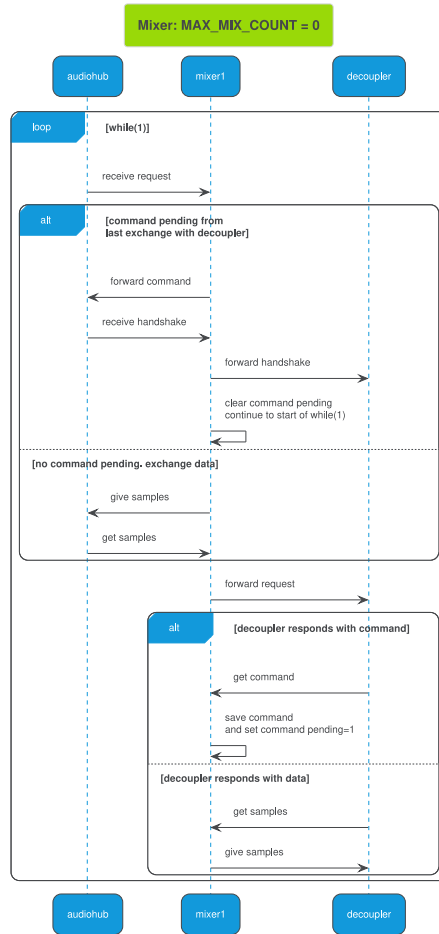 Mixer: MAX_MIX_COUNT = 0
audiohub
mixer1
decoupler
loop
[while(1)]
receive request
alt
[command pending from
last exchange with decoupler]
forward command
receive handshake
forward handshake
clear command pending
continue to start of while(1)
[no command pending. exchange data]
give samples
get samples
forward request
alt
[decoupler responds with command]
get command
save command
and set command pending=1
[decoupler responds with data]
get samples
give samples
audiohub
mixer1
decoupler